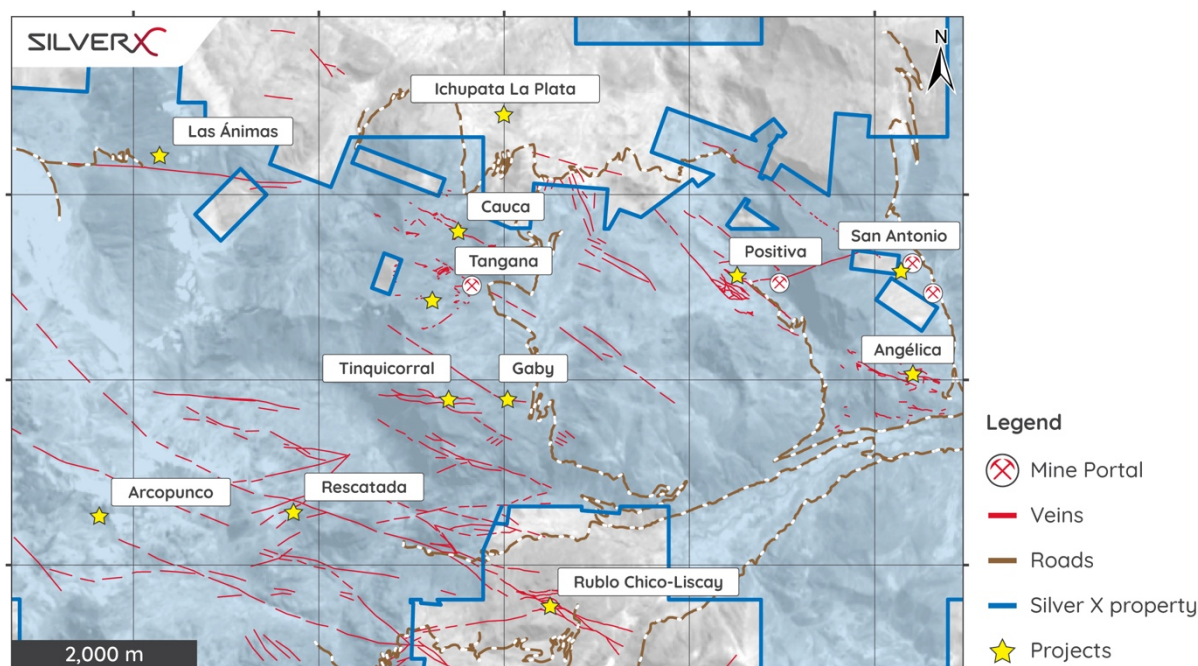 SILVERX
N
Ichupata La Plata
Las Ánimas
Cauca
San Antonio
Positiva
Tangana
Angélica
Tinquicorral
Gaby
Arcopunco
Rescatada
Rublo Chico-Liscay
2,000 m
Legend
Mine Portal
Veins
Roads
Silver X property
Projects